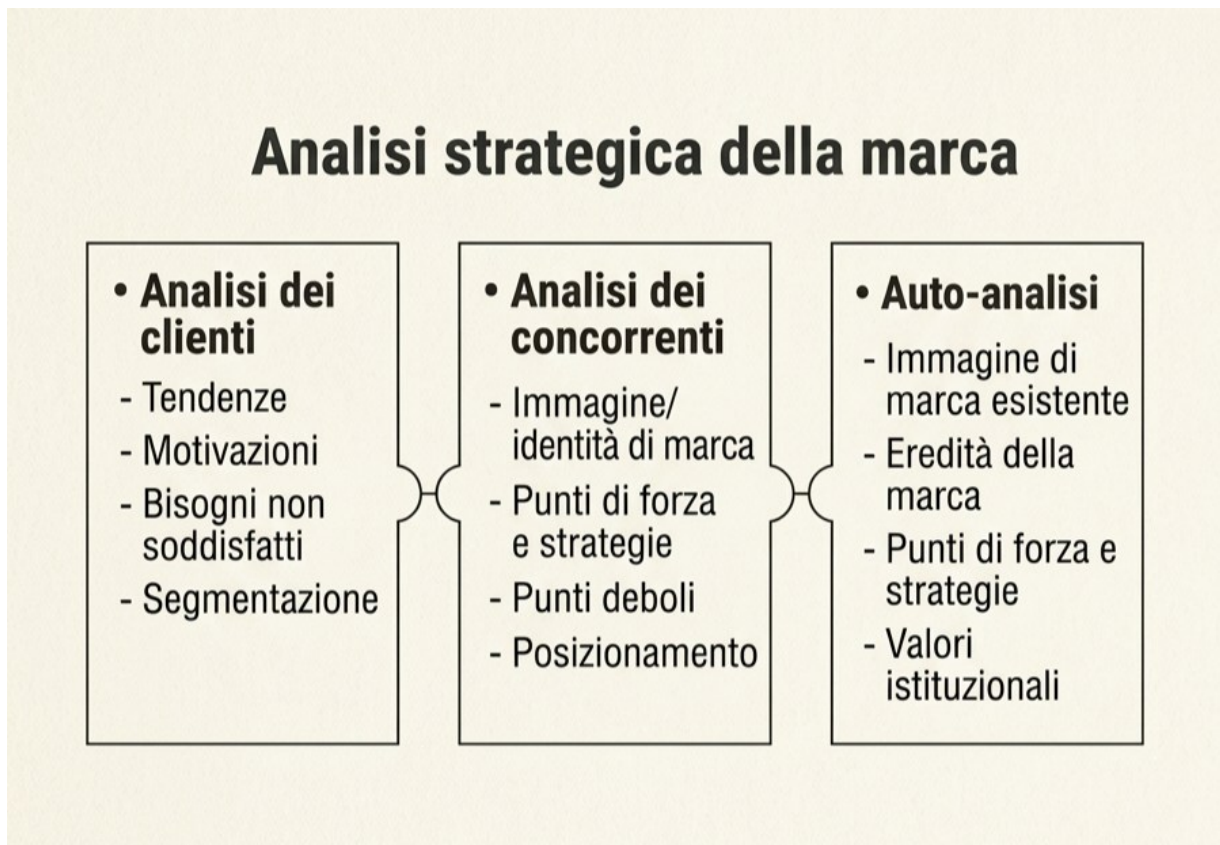 Analisi strategica della marca
• Analisi dei
clienti
- Tendenze
- Motivazioni
- Bisogni non
soddisfatti
- Segmentazione
• Analisi dei
concorrenti
- Immagine/
identità di marca
- Punti di forza
e strategie
- Punti deboli
- Posizionamento
• Auto-analisi
- Immagine di
marca esistente
- Eredità della
marca
- Punti di forza e
strategie
- Valori
istituzionali